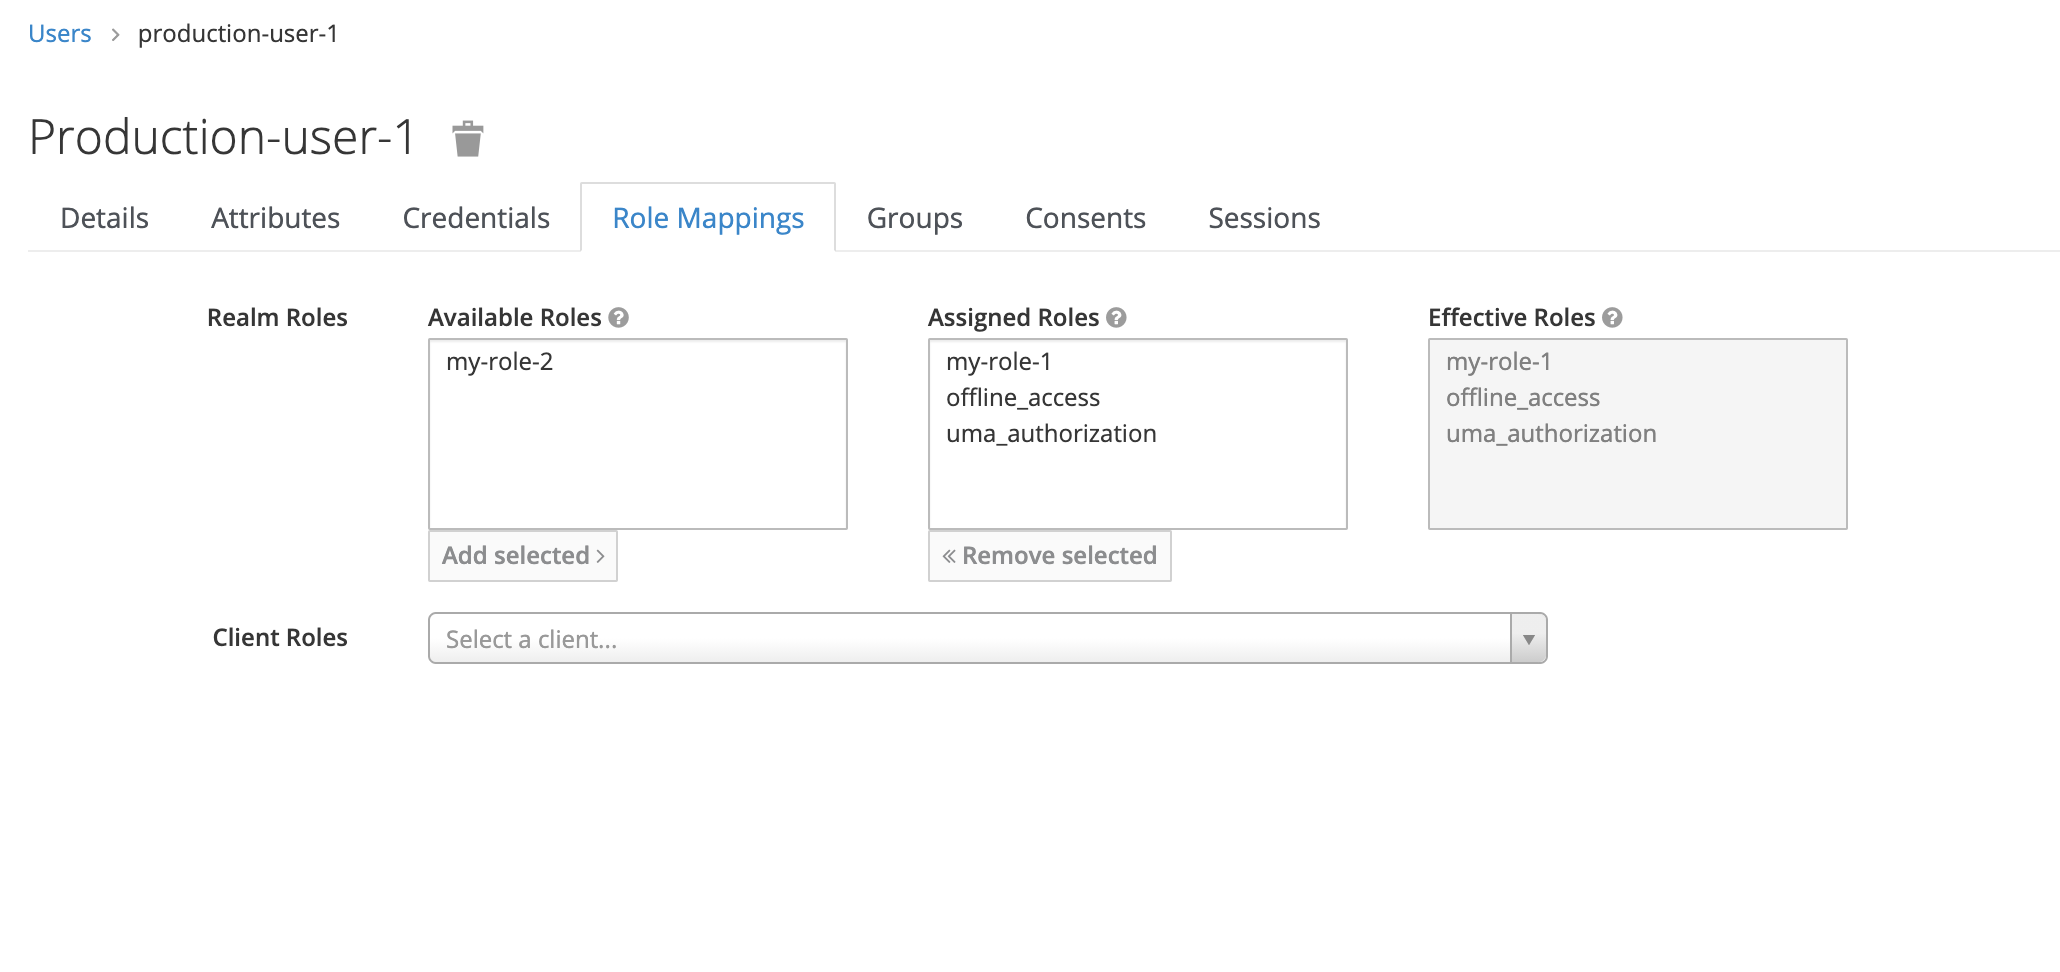 Users > production-user-1
Production-user-1
Details Attributes Credentials Role Mappings Groups Consents Sessions
Realm Roles
Available Roles ?
my-role-2
Add selected >
Assigned Roles ?
my-role-1
offline_access
uma_authorization
« Remove selected
Effective Roles ?
my-role-1
offline_access
uma_authorization
Client Roles
Select a client...